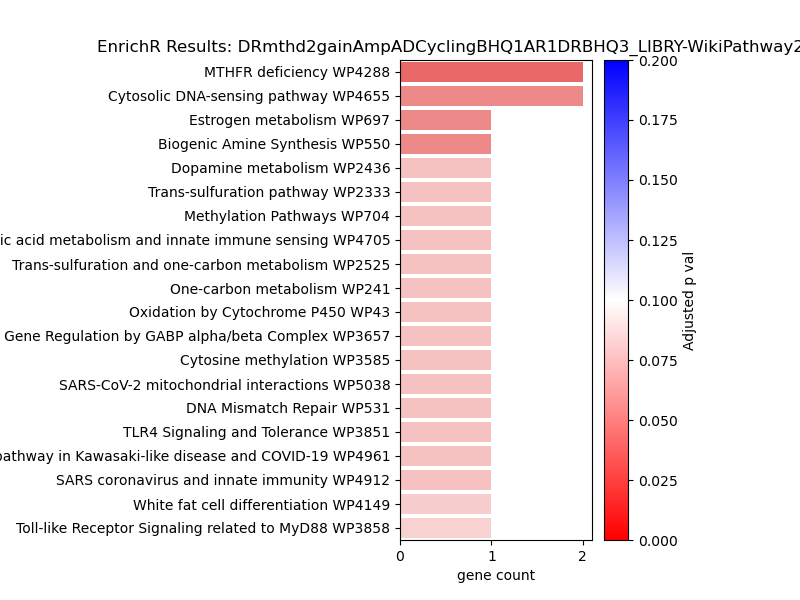 EnrichR Results: DRmthd2gainAmpADCyclingBHQ1AR1DRBHQ3_LIBRY-WikiPathway2
MTHFR deficiency WP4288
Cytosolic DNA-sensing pathway WP4655
Estrogen metabolism WP697
Biogenic Amine Synthesis WP550
Dopamine metabolism WP2436
Trans-sulfuration pathway WP2333
Methylation Pathways WP704
ic acid metabolism and innate immune sensing WP4705
Trans-sulfuration and one-carbon metabolism WP2525
One-carbon metabolism WP241
Oxidation by Cytochrome P450 WP43
Gene Regulation by GABP alpha/beta Complex WP3657
Cytosine methylation WP3585
SARS-CoV-2 mitochondrial interactions WP5038
DNA Mismatch Repair WP531
TLR4 Signaling and Tolerance WP3851
pathway in Kawasaki-like disease and COVID-19 WP4961
SARS coronavirus and innate immunity WP4912
White fat cell differentiation WP4149
Toll-like Receptor Signaling related to MyD88 WP3858
0 1 2
gene count
0.200
0.175
0.150
0.125
0.100
0.075
0.050
0.025
0.000
Adjusted p val